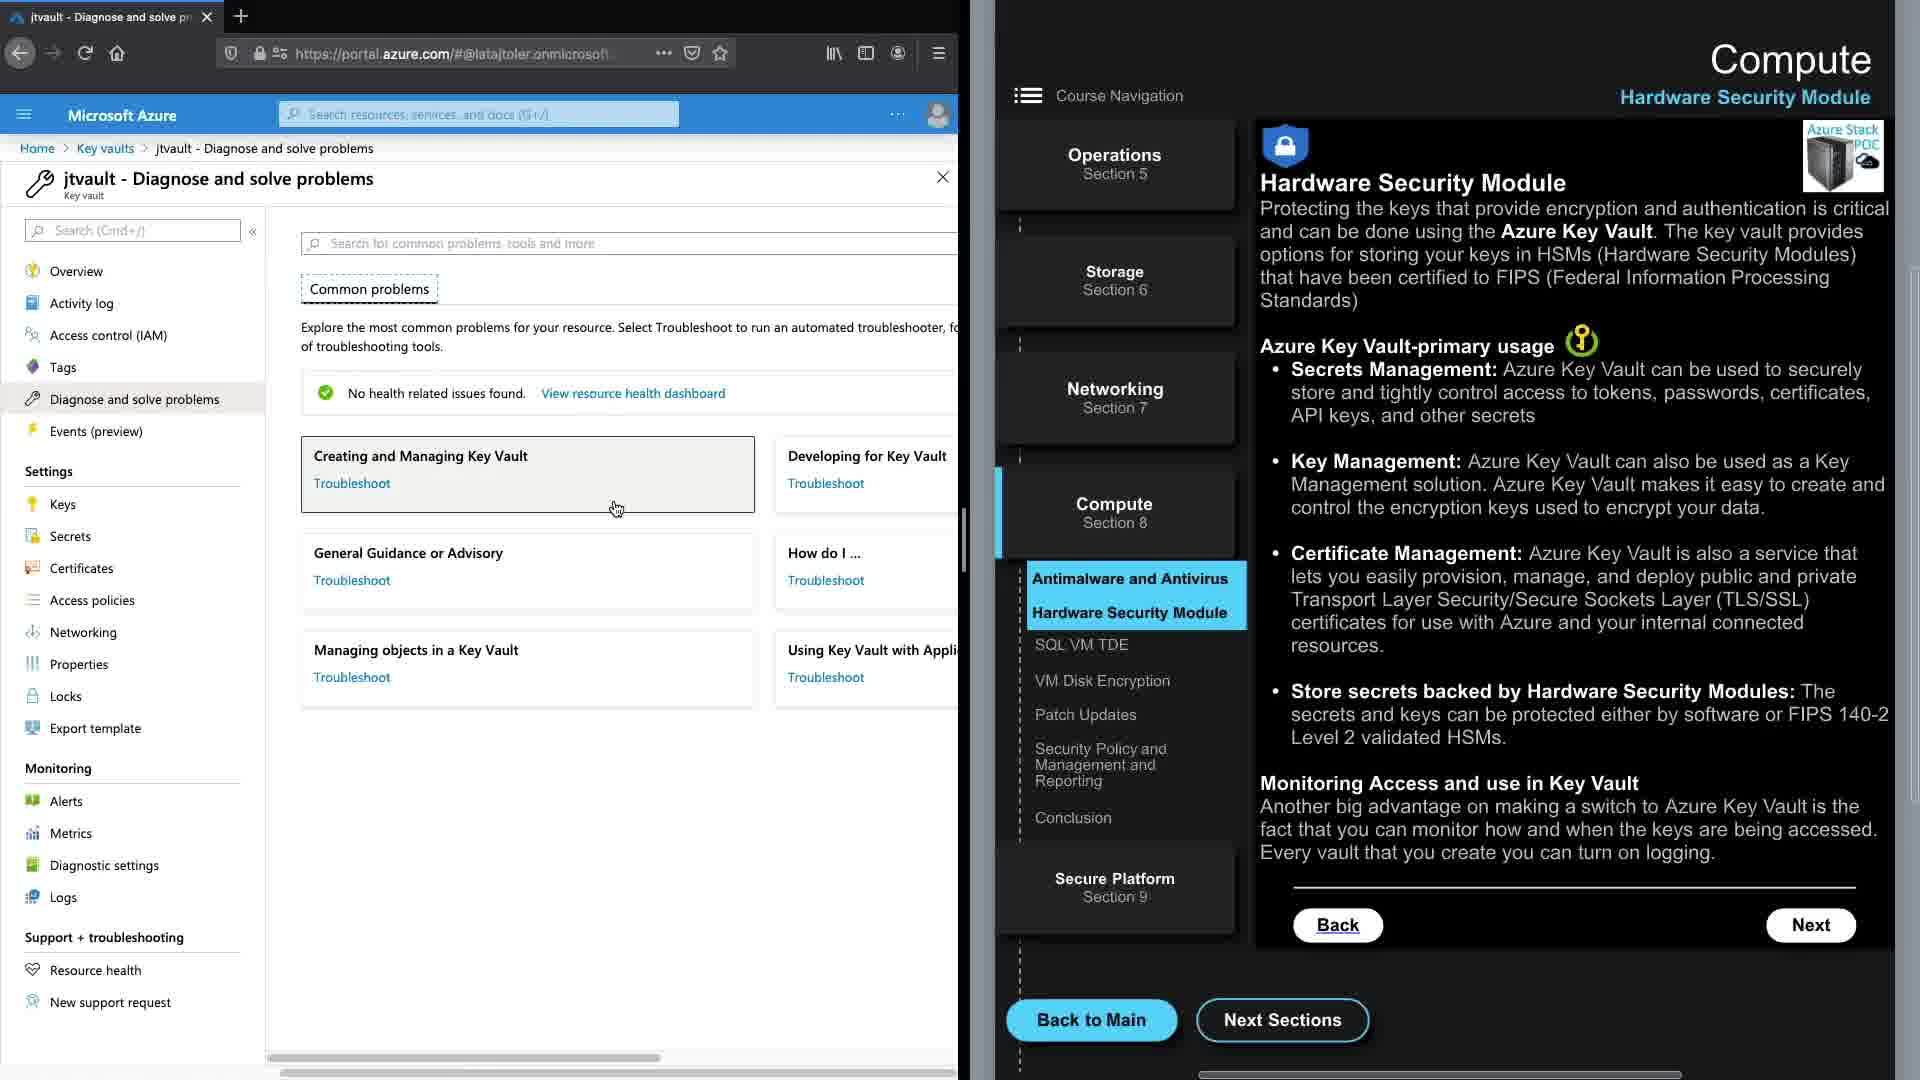 jtvault - Diagnose and solve pr
https://portal.azure.com/#@latajtoler.onmicrosof
Microsoft Azure
Search resources, services, and docs (G+/)
Home > Key vaults > jtvault - Diagnose and solve problems
jtvault - Diagnose and solve problems
Key vault
Search (Cmd+/)
Overview
Activity log
Access control (IAM)
Tags
Diagnose and solve problems
Events (preview)
Settings
Keys
Secrets
Certificates
Access policies
Networking
Properties
Locks
Export template
Monitoring
Alerts
Metrics
Diagnostic settings
Logs
Support + troubleshooting
Resource health
New support request
Search for common problems, tools and more
Common problems
Explore the most common problems for your resource. Select Troubleshoot to run an automated troubleshooter, fo
of troubleshooting tools.
No health related issues found. View resource health dashboard
Creating and Managing Key Vault
Troubleshoot
Developing for Key Vault
Troubleshoot
General Guidance or Advisory
Troubleshoot
How do I ...
Troubleshoot
Managing objects in a Key Vault
Troubleshoot
Using Key Vault with Appli
Troubleshoot
Compute
Hardware Security Module
Course Navigation
Operations
Section 5
Storage
Section 6
Networking
Section 7
Compute
Section 8
Antimalware and Antivirus
Hardware Security Module
SQL VM TDE
VM Disk Encryption
Patch Updates
Security Policy and
Management and
Reporting
Conclusion
Secure Platform
Section 9
Back to Main
Next Sections
Azure Stack
POC
Hardware Security Module
Protecting the keys that provide encryption and authentication is critical
and can be done using the Azure Key Vault. The key vault provides
options for storing your keys in HSMs (Hardware Security Modules)
that have been certified to FIPS (Federal Information Processing
Standards)
Azure Key Vault-primary usage
• Secrets Management: Azure Key Vault can be used to securely
store and tightly control access to tokens, passwords, certificates,
API keys, and other secrets
• Key Management: Azure Key Vault can also be used as a Key
Management solution. Azure Key Vault makes it easy to create and
control the encryption keys used to encrypt your data.
• Certificate Management: Azure Key Vault is also a service that
lets you easily provision, manage, and deploy public and private
Transport Layer Security/Secure Sockets Layer (TLS/SSL)
certificates for use with Azure and your internal connected
resources.
• Store secrets backed by Hardware Security Modules: The
secrets and keys can be protected either by software or FIPS 140-2
Level 2 validated HSMs.
Monitoring Access and use in Key Vault
Another big advantage on making a switch to Azure Key Vault is the
fact that you can monitor how and when the keys are being accessed.
Every vault that you create you can turn on logging.
Back
Next